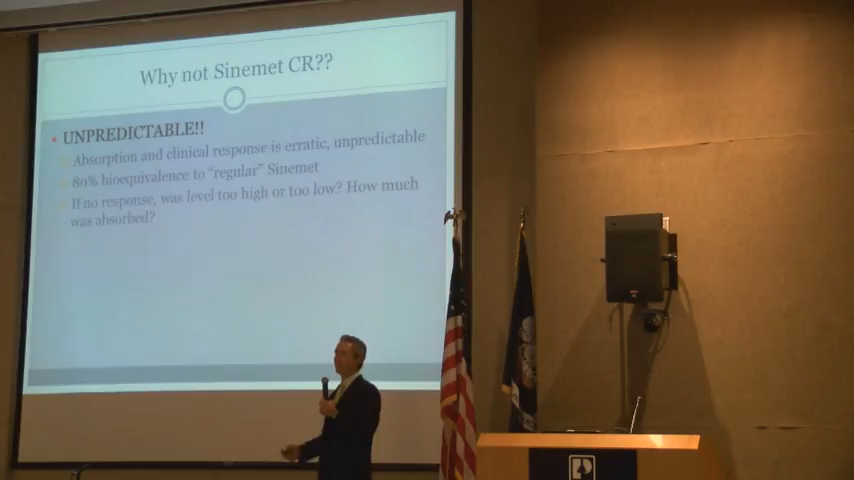 Why not Sinemet CR??
UNPREDICTABLE!!
Absorption and clinical response is erratic, unpredictable
80% bioequivalence to “regular” Sinemet
If no response, was level too high or too low? How much
was absorbed?